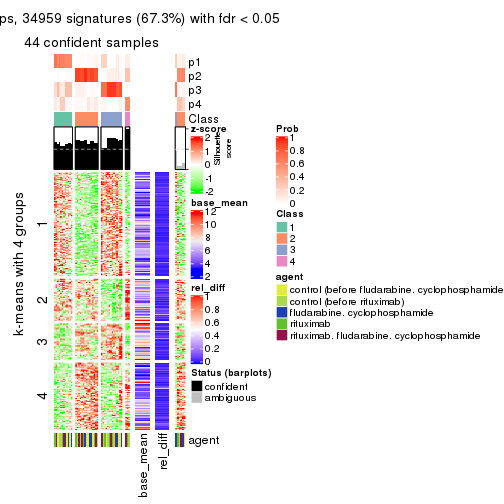 ps, 34959 signatures (67.3%) with fdr < 0.05
44 confident samples
p1
p2
p3
p4
Class
z-score
2
1
0
-1
-2
Silhouette
score
base_mean
12
10
8
6
4
2
rel_diff
1
0.8
0.6
0.4
0.2
0
Status (barplots)
confident
ambiguous
Prob
1
0.8
0.6
0.4
0.2
0
Class
1
2
3
4
agent
control (before fludarabine, cyclophosphamide
control (before rituximab)
fludarabine, cyclophosphamide
rituximab
rituximab, fludarabine, cyclophosphamide
k-means with 4 groups
1
2
3
4
agent
base_mean
rel_diff